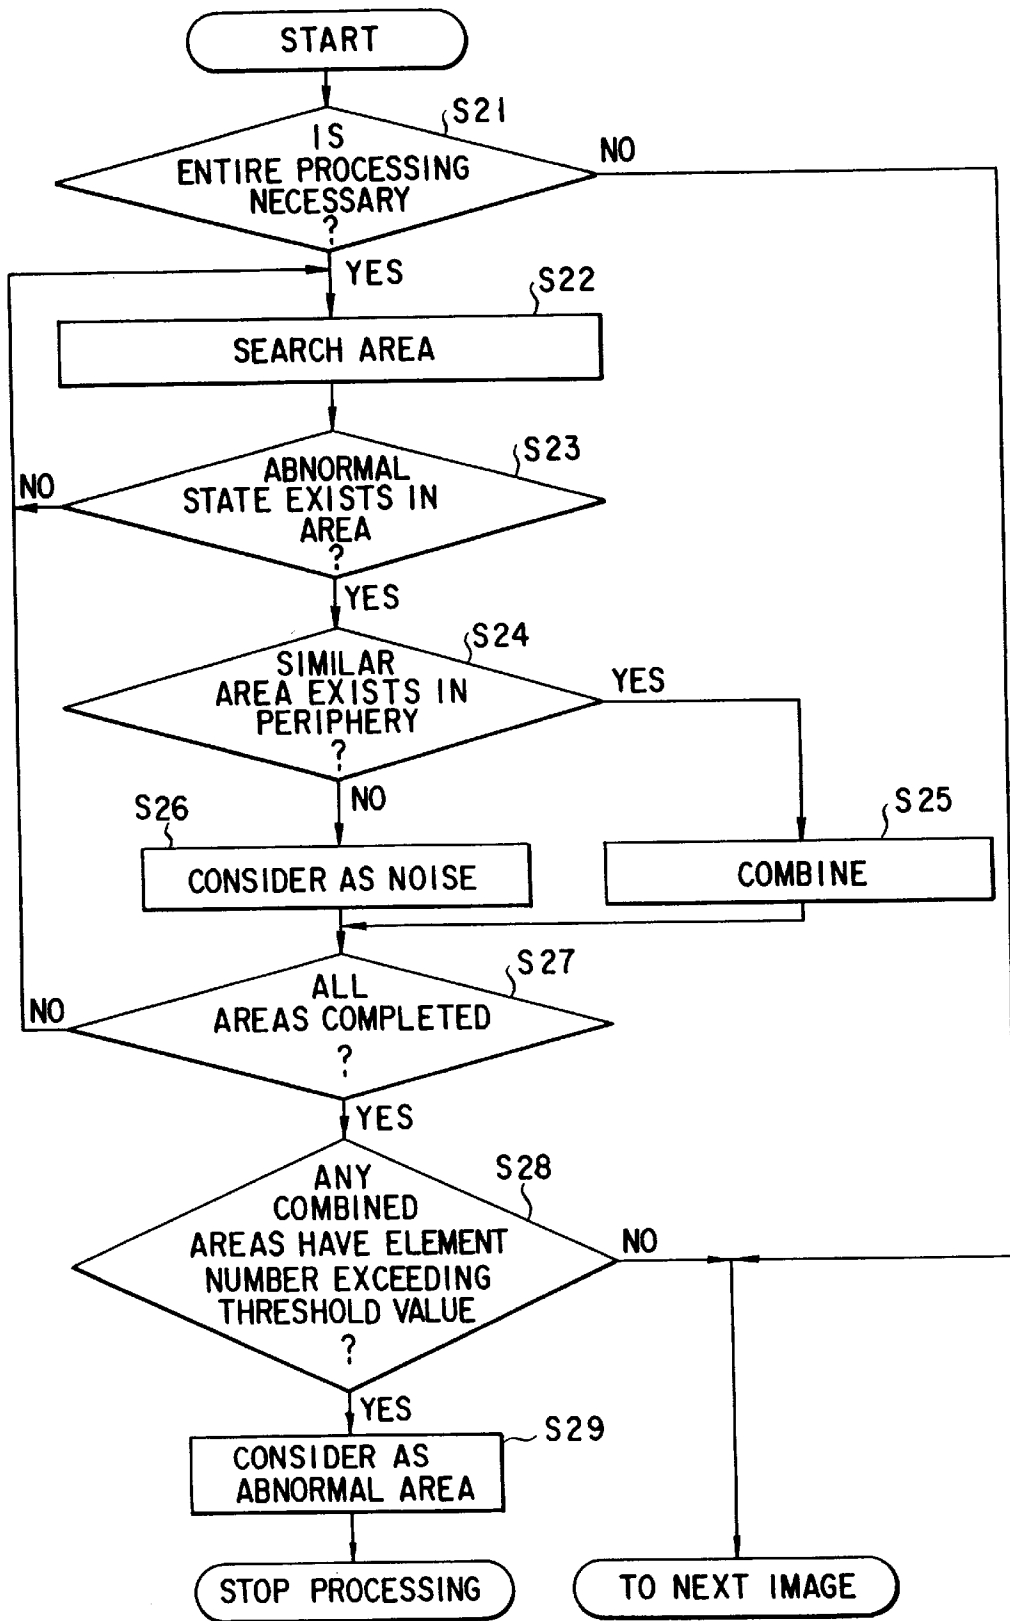 START
S21
IS
ENTIRE PROCESSING
NECESSARY
?
NO
YES
S22
SEARCH AREA
S23
ABNORMAL
STATE EXISTS IN
AREA
?
NO
YES
S24
SIMILAR
AREA EXISTS IN
PERIPHERY
?
YES
NO
S26
CONSIDER AS NOISE
S25
COMBINE
S27
ALL
AREAS COMPLETED
?
NO
YES
S28
ANY
COMBINED
AREAS HAVE ELEMENT
NUMBER EXCEEDING
THRESHOLD VALUE
?
NO
YES
S29
CONSIDER AS
ABNORMAL AREA
STOP PROCESSING
TO NEXT IMAGE